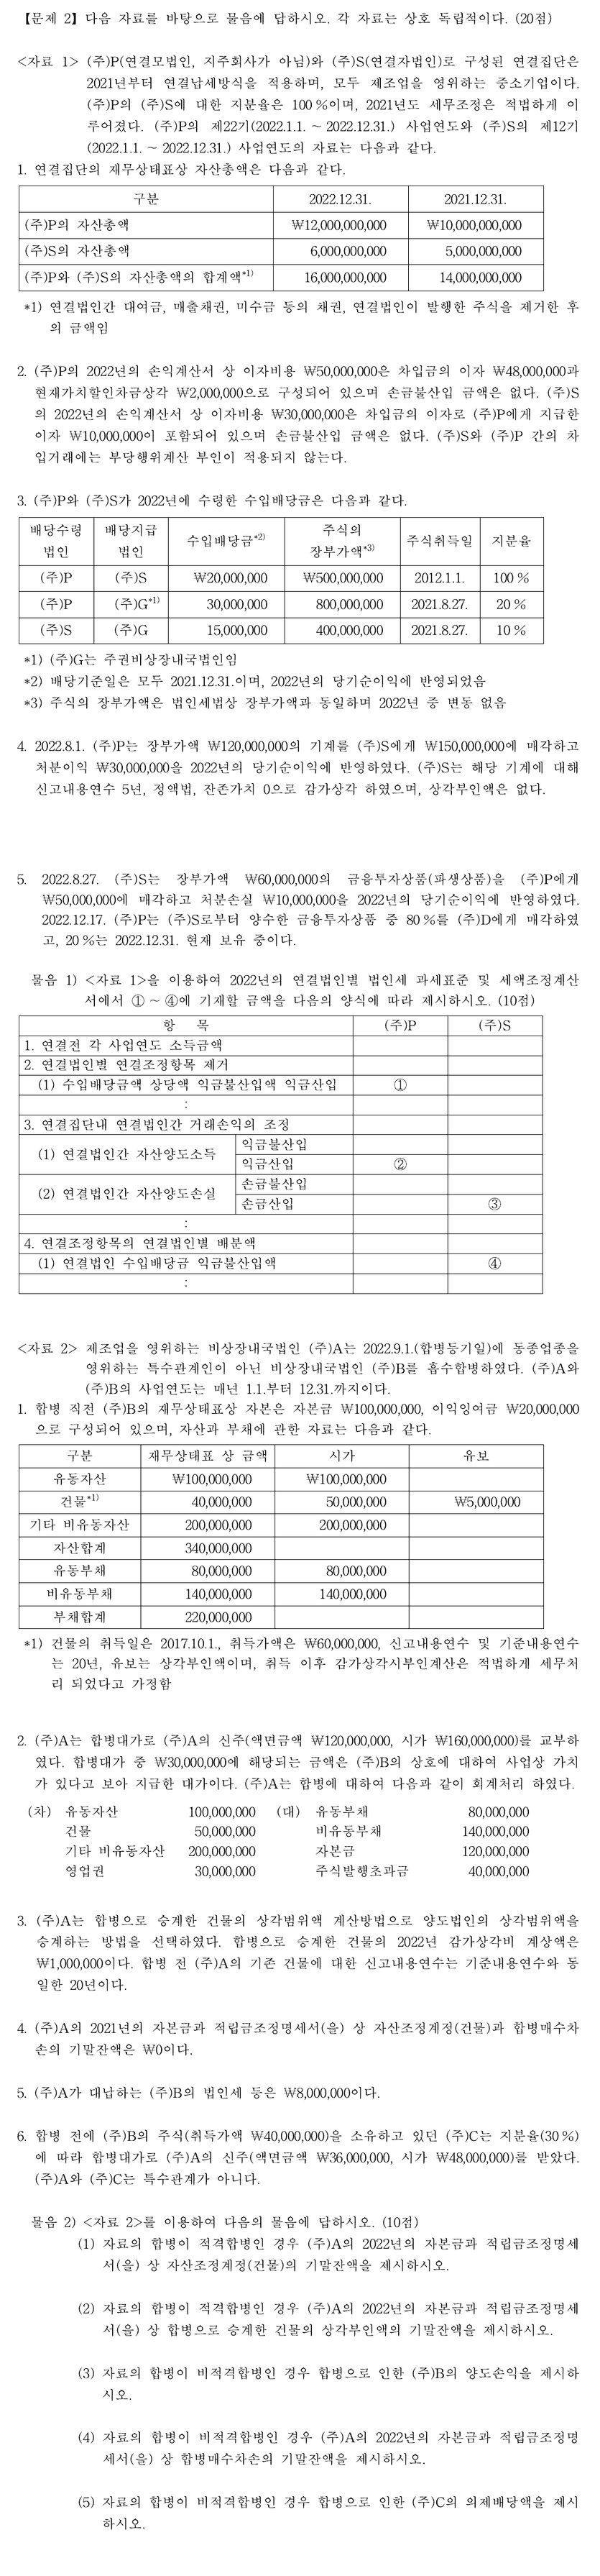 【문제 2】 다음 자료를 바탕으로 물음에 답하시오. 각 자료는 상호 독립적이다. (20점)
<자료 1> (주)P(연결모법인, 지주회사가 아님)와 (주)S(연결자법인)로 구성된 연결집단은
2021년부터 연결납세방식을 적용하며, 모두 제조업을 영위하는 중소기업이다.
(주)P의 (주)S에 대한 지분율은 100 %이며, 2021년도 세무조정은 적법하게 이
루어졌다. (주)P의 제22기(2022.1.1. ~ 2022.12.31.) 사업연도와 (주)S의 제12기
(2022.1.1. ~ 2022.12.31.) 사업연도의 자료는 다음과 같다.
1. 연결집단의 재무상태표상 자산총액은 다음과 같다.
구분 2022.12.31. 2021.12.31.
(주)P의 자산총액 ₩12,000,000,000 ₩10,000,000,000
(주)S의 자산총액 6,000,000,000 5,000,000,000
(주)P와 (주)S의 자산총액의 합계액*1) 16,000,000,000 14,000,000,000
*1) 연결법인간 대여금, 매출채권, 미수금 등의 채권, 연결법인이 발행한 주식을 제거한 후
의 금액임
2. (주)P의 2022년의 손익계산서 상 이자비용 ₩50,000,000은 차입금의 이자 ₩48,000,000과
현재가치할인차금상각 ₩2,000,000으로 구성되어 있으며 손금불산입 금액은 없다. (주)S
의 2022년의 손익계산서 상 이자비용 ₩30,000,000은 차입금의 이자로 (주)P에게 지급한
이자 ₩10,000,000이 포함되어 있으며 손금불산입 금액은 없다. (주)S와 (주)P 간의 차
입거래에는 부당행위계산 부인이 적용되지 않는다.
3. (주)P와 (주)S가 2022년에 수령한 수입배당금은 다음과 같다.
배당수령 배당지급 수입배당금*2) 주식의 주식취득일 지분율
법인 법인 장부가액*3)
(주)P (주)S ₩20,000,000 ₩500,000,000 2012.1.1. 100 %
(주)P (주)G*1) 30,000,000 800,000,000 2021.8.27. 20 %
(주)S (주)G 15,000,000 400,000,000 2021.8.27. 10 %
*1) (주)G는 주권비상장내국법인임
*2) 배당기준일은 모두 2021.12.31.이며, 2022년의 당기순이익에 반영되었음
*3) 주식의 장부가액은 법인세법상 장부가액과 동일하며 2022년 중 변동 없음
4. 2022.8.1. (주)P는 장부가액 ₩120,000,000의 기계를 (주)S에게 ₩150,000,000에 매각하고
처분이익 ₩30,000,000을 2022년의 당기순이익에 반영하였다. (주)S는 해당 기계에 대해
신고내용연수 5년, 정액법, 잔존가치 0으로 감가상각 하였으며, 상각부인액은 없다.
5. 2022.8.27. (주)S는 장부가액 ₩60,000,000의 금융투자상품(파생상품)을 (주)P에게
₩50,000,000에 매각하고 처분손실 ₩10,000,000을 2022년의 당기순이익에 반영하였다.
2022.12.17. (주)P는 (주)S로부터 양수한 금융투자상품 중 80 %를 (주)D에게 매각하였
고, 20 %는 2022.12.31. 현재 보유 중이다.
물음 1) <자료 1>을 이용하여 2022년의 연결법인별 법인세 과세표준 및 세액조정계산
서에서 ① ~ ④에 기재할 금액을 다음의 양식에 따라 제시하시오. (10점)
항 목 (주)P (주)S
1. 연결전 각 사업연도 소득금액
2. 연결법인별 연결조정항목 제거
(1) 수입배당금액 상당액 익금불산입액 익금산입 ①
:
3. 연결집단내 연결법인간 거래손익의 조정
(1) 연결법인간 자산양도소득 익금불산입
익금산입 ②
(2) 연결법인간 자산양도손실 손금불산입
손금산입 ③
:
4. 연결조정항목의 연결법인별 배분액
(1) 연결법인 수입배당금 익금불산입액 ④
:
<자료 2> 제조업을 영위하는 비상장내국법인 (주)A는 2022.9.1.(합병등기일)에 동종업종을
영위하는 특수관계인이 아닌 비상장내국법인 (주)B를 흡수합병하였다. (주)A와
(주)B의 사업연도는 매년 1.1.부터 12.31.까지이다.
1. 합병 직전 (주)B의 재무상태표상 자본은 자본금 ₩100,000,000, 이익잉여금 ₩20,000,000
으로 구성되어 있으며, 자산과 부채에 관한 자료는 다음과 같다.
구분 재무상태표 상 금액 시가 유보
유동자산 ₩100,000,000 ₩100,000,000
건물*1) 40,000,000 50,000,000 ₩5,000,000
기타 비유동자산 200,000,000 200,000,000
자산합계 340,000,000
유동부채 80,000,000 80,000,000
비유동부채 140,000,000 140,000,000
부채합계 220,000,000
*1) 건물의 취득일은 2017.10.1., 취득가액은 ₩60,000,000, 신고내용연수 및 기준내용연수
는 20년, 유보는 상각부인액이며, 취득 이후 감가상각시부인계산은 적법하게 세무처
리 되었다고 가정함
2. (주)A는 합병대가로 (주)A의 신주(액면금액 ₩120,000,000, 시가 ₩160,000,000)를 교부하
였다. 합병대가 중 ₩30,000,000에 해당되는 금액은 (주)B의 상호에 대하여 사업상 가치
가 있다고 보아 지급한 대가이다. (주)A는 합병에 대하여 다음과 같이 회계처리 하였다.
(차) 유동자산 100,000,000 (대) 유동부채 80,000,000
건물 50,000,000 비유동부채 140,000,000
기타 비유동자산 200,000,000 자본금 120,000,000
영업권 30,000,000 주식발행초과금 40,000,000
3. (주)A는 합병으로 승계한 건물의 상각범위액 계산방법으로 양도법인의 상각범위액을
승계하는 방법을 선택하였다. 합병으로 승계한 건물의 2022년 감가상각비 계상액은
₩1,000,000이다. 합병 전 (주)A의 기존 건물에 대한 신고내용연수는 기준내용연수와 동
일한 20년이다.
4. (주)A의 2021년의 자본금과 적립금조정명세서(을) 상 자산조정계정(건물)과 합병매수차
손의 기말잔액은 ₩0이다.
5. (주)A가 대납하는 (주)B의 법인세 등은 ₩8,000,000이다.
6. 합병 전에 (주)B의 주식(취득가액 ₩40,000,000)을 소유하고 있던 (주)C는 지분율(30 %)
에 따라 합병대가로 (주)A의 신주(액면금액 ₩36,000,000, 시가 ₩48,000,000)를 받았다.
(주)A와 (주)C는 특수관계가 아니다.
물음 2) <자료 2>를 이용하여 다음의 물음에 답하시오. (10점)
(1) 자료의 합병이 적격합병인 경우 (주)A의 2022년의 자본금과 적립금조정명세
서(을) 상 자산조정계정(건물)의 기말잔액을 제시하시오.
(2) 자료의 합병이 적격합병인 경우 (주)A의 2022년의 자본금과 적립금조정명세
서(을) 상 합병으로 승계한 건물의 상각부인액의 기말잔액을 제시하시오.
(3) 자료의 합병이 비적격합병인 경우 합병으로 인한 (주)B의 양도손익을 제시하
시오.
(4) 자료의 합병이 비적격합병인 경우 (주)A의 2022년의 자본금과 적립금조정명
세서(을) 상 합병매수차손의 기말잔액을 제시하시오.
(5) 자료의 합병이 비적격합병인 경우 합병으로 인한 (주)C의 의제배당액을 제시
하시오.